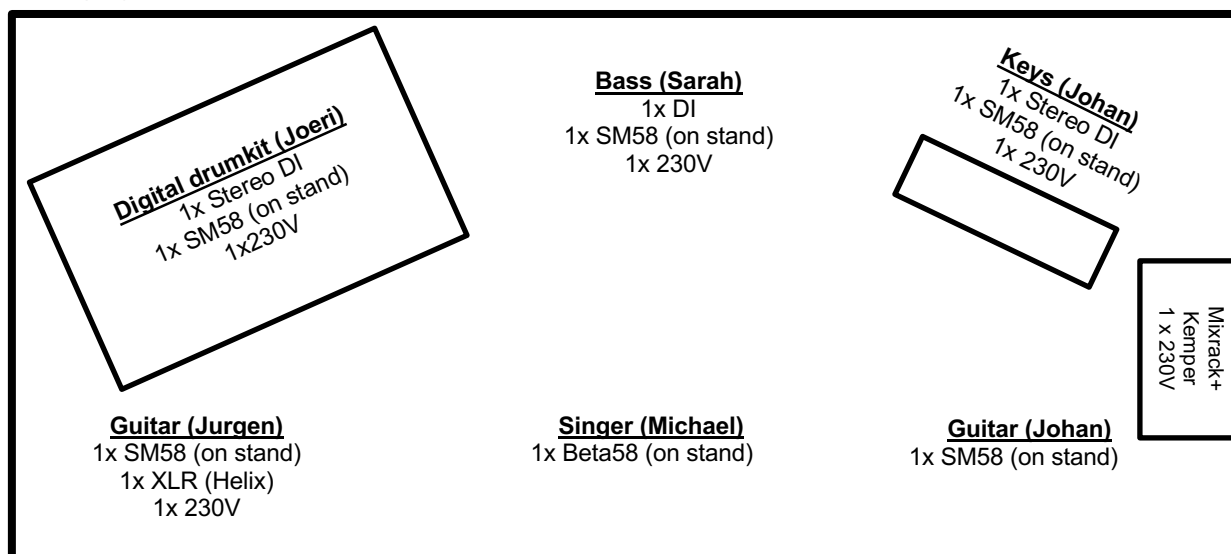 Digital drumkit (Joeri)
1x Stereo DI
1x SM58 (on stand)
1x230V
Bass (Sarah)
1x DI
1x SM58 (on stand)
1x 230V
Keys (Johan)
1x Stereo DI
1x SM58 (on stand)
1x 230V
Mixrack+
Kemper
1 x 230V
Guitar (Jurgen)
1x SM58 (on stand)
1x XLR (Helix)
1x 230V
Singer (Michael)
1x Beta58 (on stand)
Guitar (Johan)
1x SM58 (on stand)